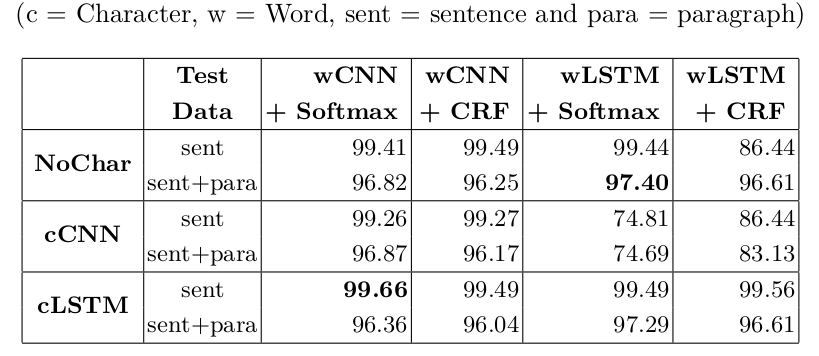 (c = Character, w = Word, sent = sentence and para = paragraph)
Test Data wCNN + Softmax wCNN + CRF wLSTM + Softmax wLSTM + CRF
NoChar sent 99.41 99.49 99.44 86.44
sent+para 96.82 96.25 97.40 96.61
cCNN sent 99.26 99.27 74.81 86.44
sent+para 96.87 96.17 74.69 83.13
cLSTM sent 99.66 99.49 99.49 99.56
sent+para 96.36 96.04 97.29 96.61